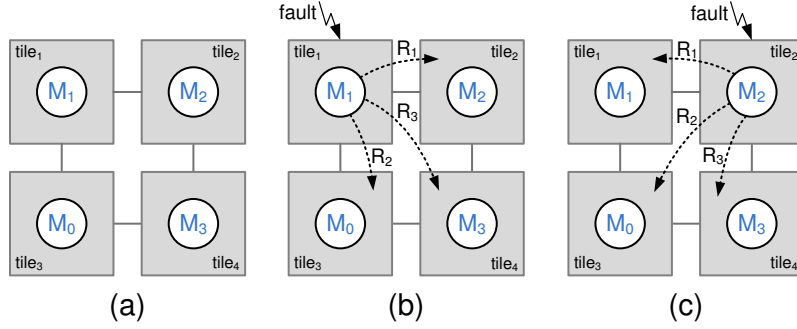 fault
fault
tile₁
tile₂
tile₁
R₁
tile₂
tile₁
R₁
tile₂
M₁
M₂
M₁
M₂
M₁
M₂
R₃
R₂
R₂
R₃
M₀
M₃
M₀
M₃
M₀
M₃
tile₃
tile₄
tile₃
tile₄
tile₃
tile₄
(a)
(b)
(c)